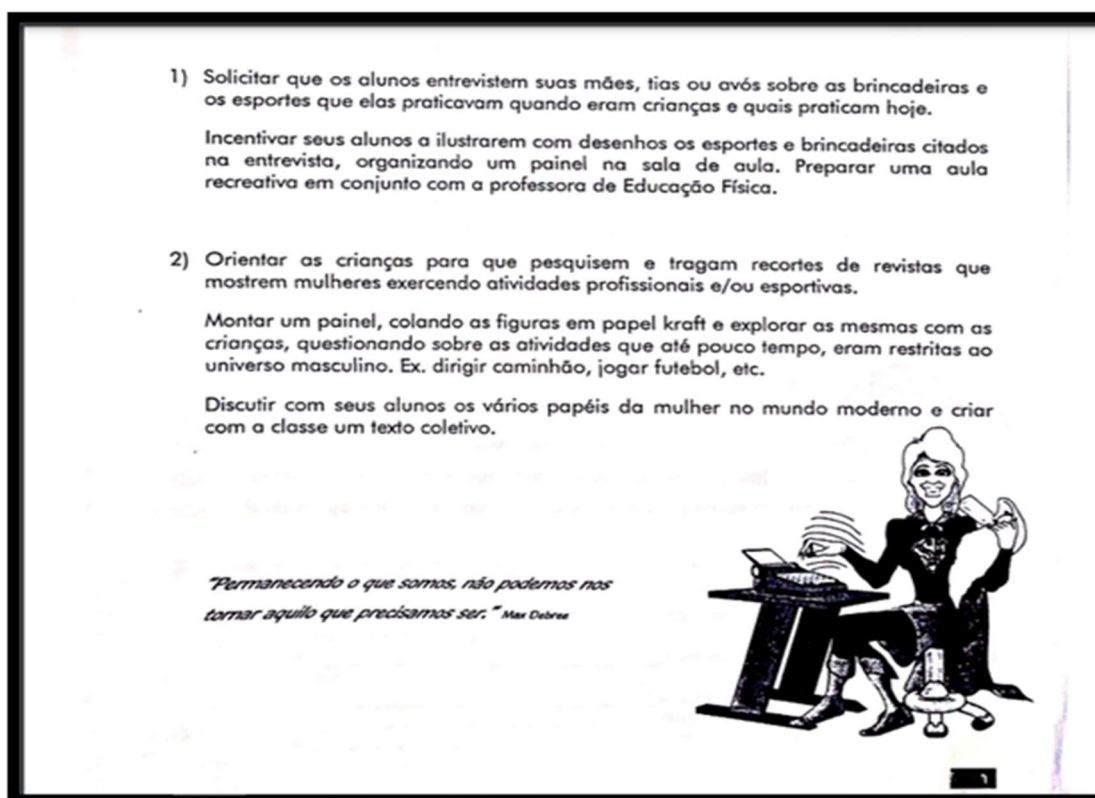 1) Solicitar que os alunos entrevistem suas mães, tias ou avós sobre as brincadeiras e
os esportes que elas praticavam quando eram crianças e quais praticam hoje.
Incentivar seus alunos a ilustrarem com desenhos os esportes e brincadeiras citados
na entrevista, organizando um painel na sala de aula. Preparar uma aula
recreativa em conjunto com a professora de Educação Física.
2) Orientar as crianças para que pesquisem e tragam recortes de revistas que
mostrem mulheres exercendo atividades profissionais e/ou esportivas.
Montar um painel, colando as figuras em papel kraft e explorar as mesmas com as
crianças, questionando sobre as atividades que até pouco tempo, eram restritas ao
universo masculino. Ex. dirigir caminhão, jogar futebol, etc.
Discutir com seus alunos os vários papéis da mulher no mundo moderno e criar
com a classe um texto coletivo.
"Permanecendo o que somos, não podemos nos
tornar aquilo que precisamos ser." Max Debree
1